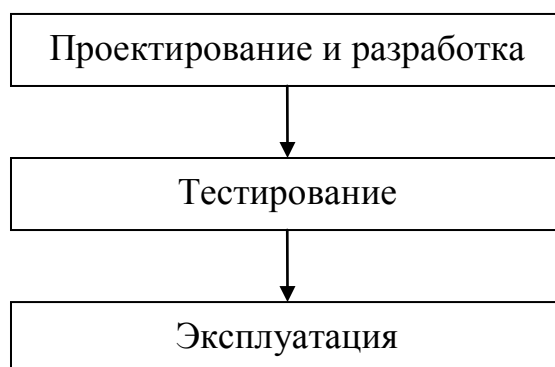 Проектирование и разработка
Тестирование
Эксплуатация